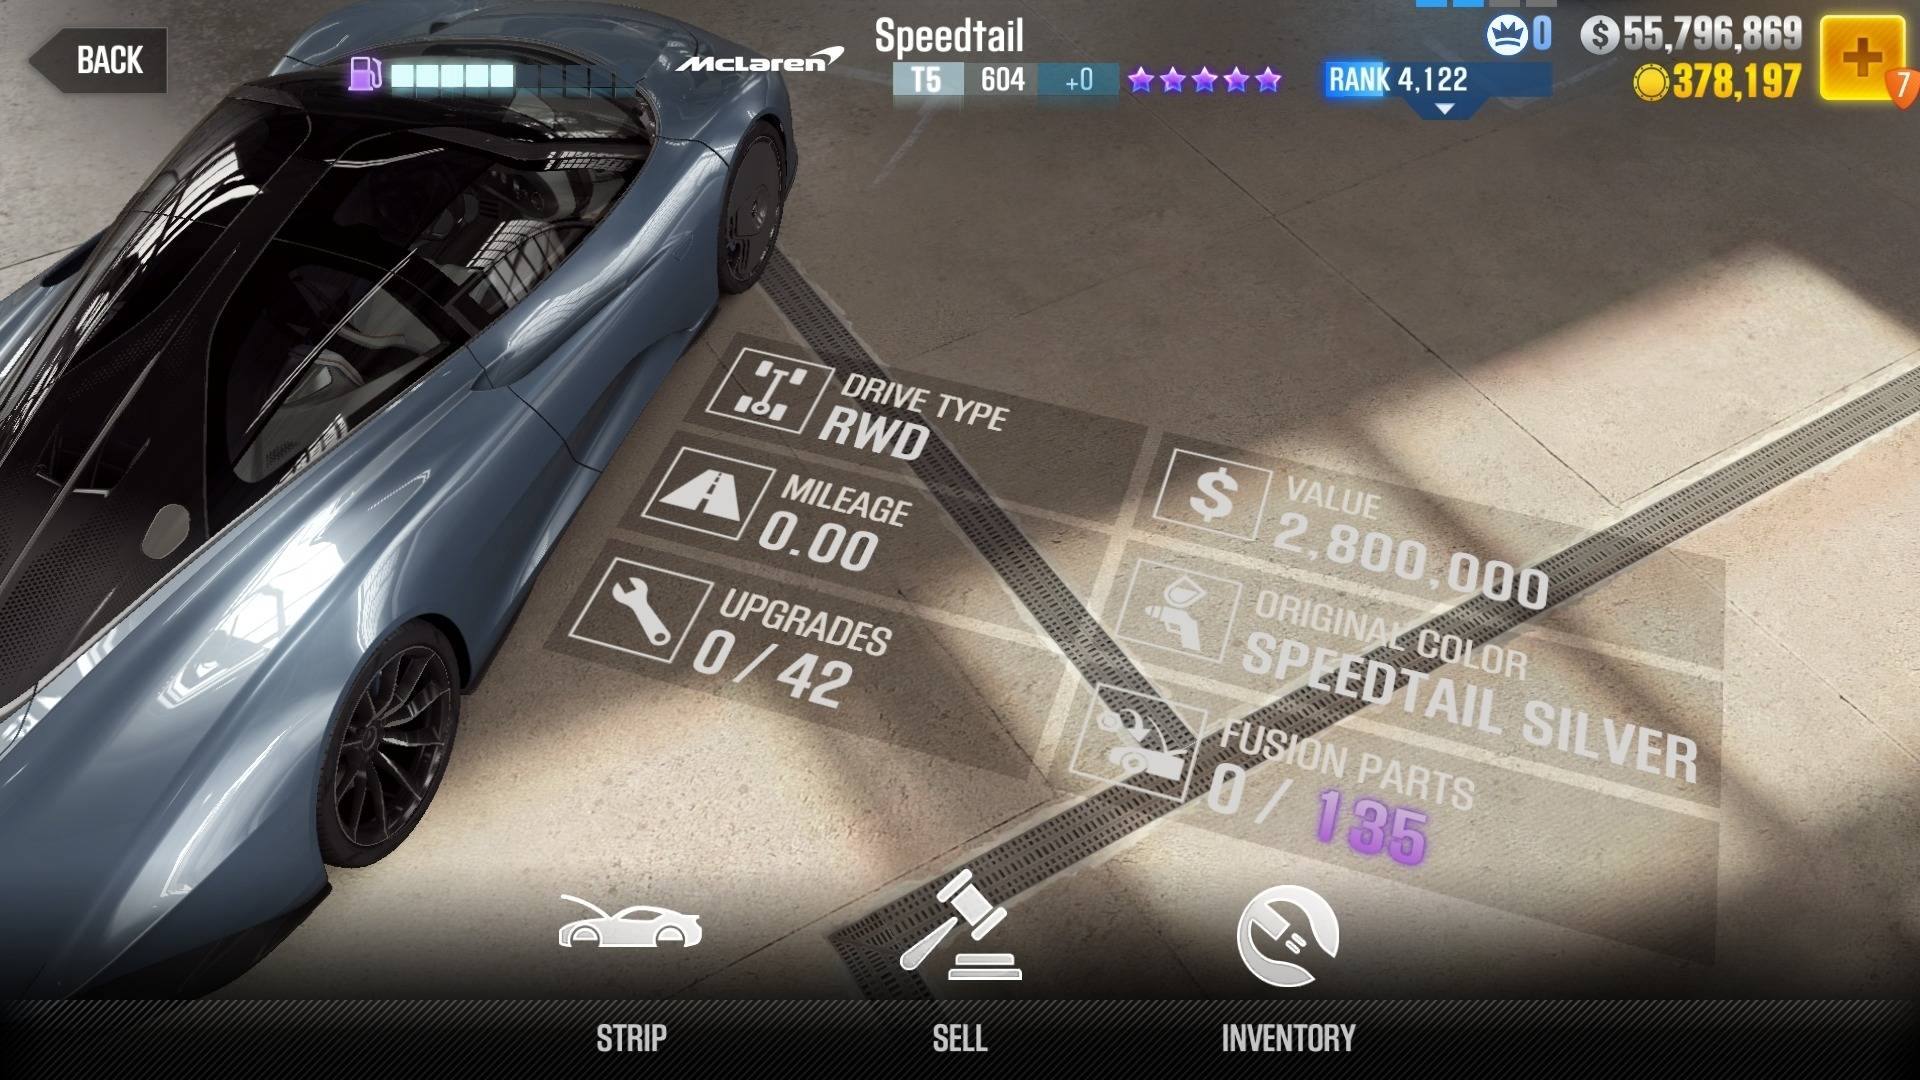 BACK
McLaren
Speedtail
T5 604 +0
RANK 4,122
0
$ 55,796,869
378,197
+
7
DRIVE TYPE
RWD
MILEAGE
0.00
UPGRADES
0/42
$ VALUE
2,800,000
ORIGINAL COLOR
SPEEDTAIL SILVER
FUSION PARTS
0/ 135
STRIP
SELL
INVENTORY